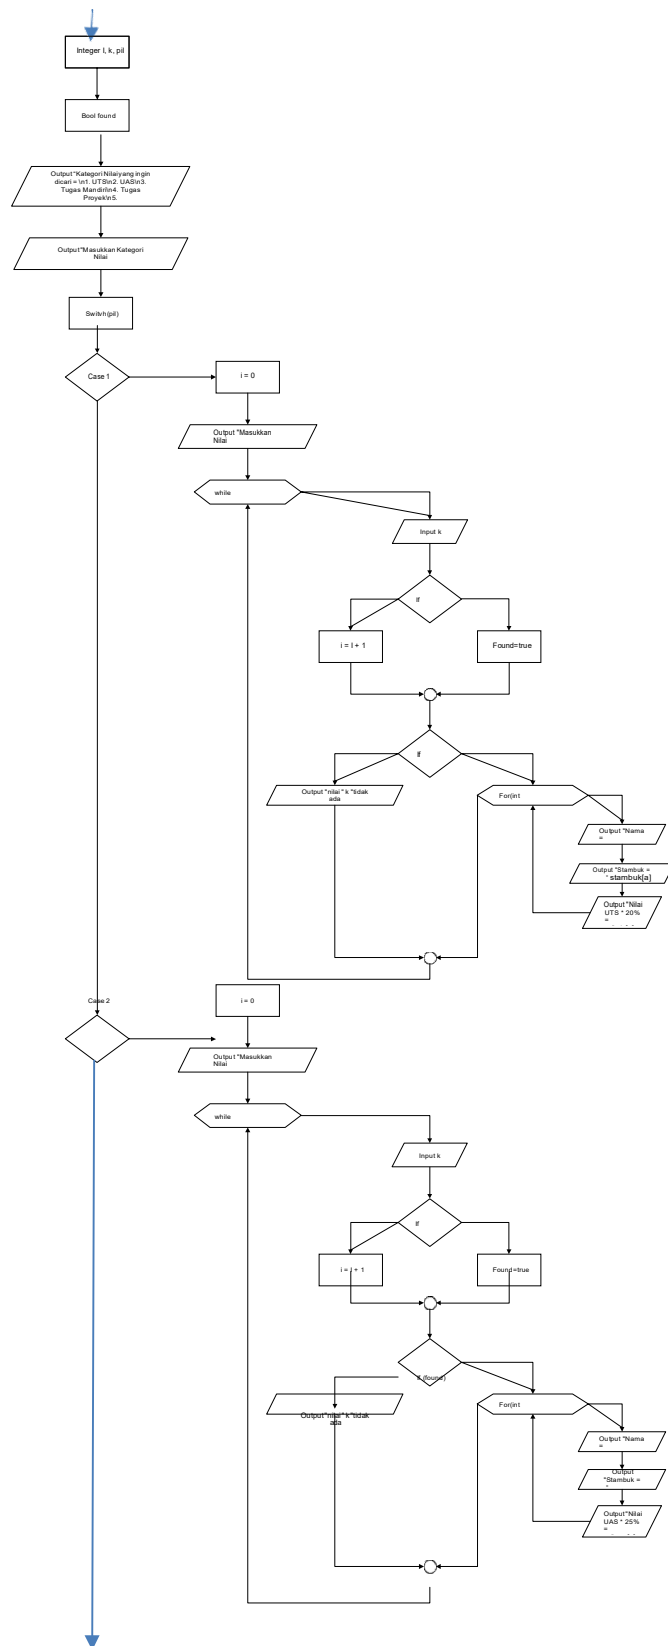 Integer I, k, pil
Bool found
Output "Kategori Nilaiyang ingin
dicari = \n1. UTS\n2. UAS\n3.
Tugas Mandiri\n4. Tugas
Proyek\n5.
Output "Masukkan Kategori
Nilai
Switvh(pil)
Case 1
i = 0
Output "Masukkan
Nilai
while
Input k
If
i = I + 1
Found=true
If
Output "nilai" k "tidak
ada
For(int
Output "Nama
=
Output "Stambuk =
" stambuk[a]
Output "Nilai
UTS * 20%
=
Case 2
i = 0
Output "Masukkan
Nilai
while
Input k
If
i = I + 1
Found=true
If (found)
Output "nilai" k "tidak
ada
For(int
Output "Nama
=
Output
"Stambuk =
"
Output "Nilai
UAS * 25%
=